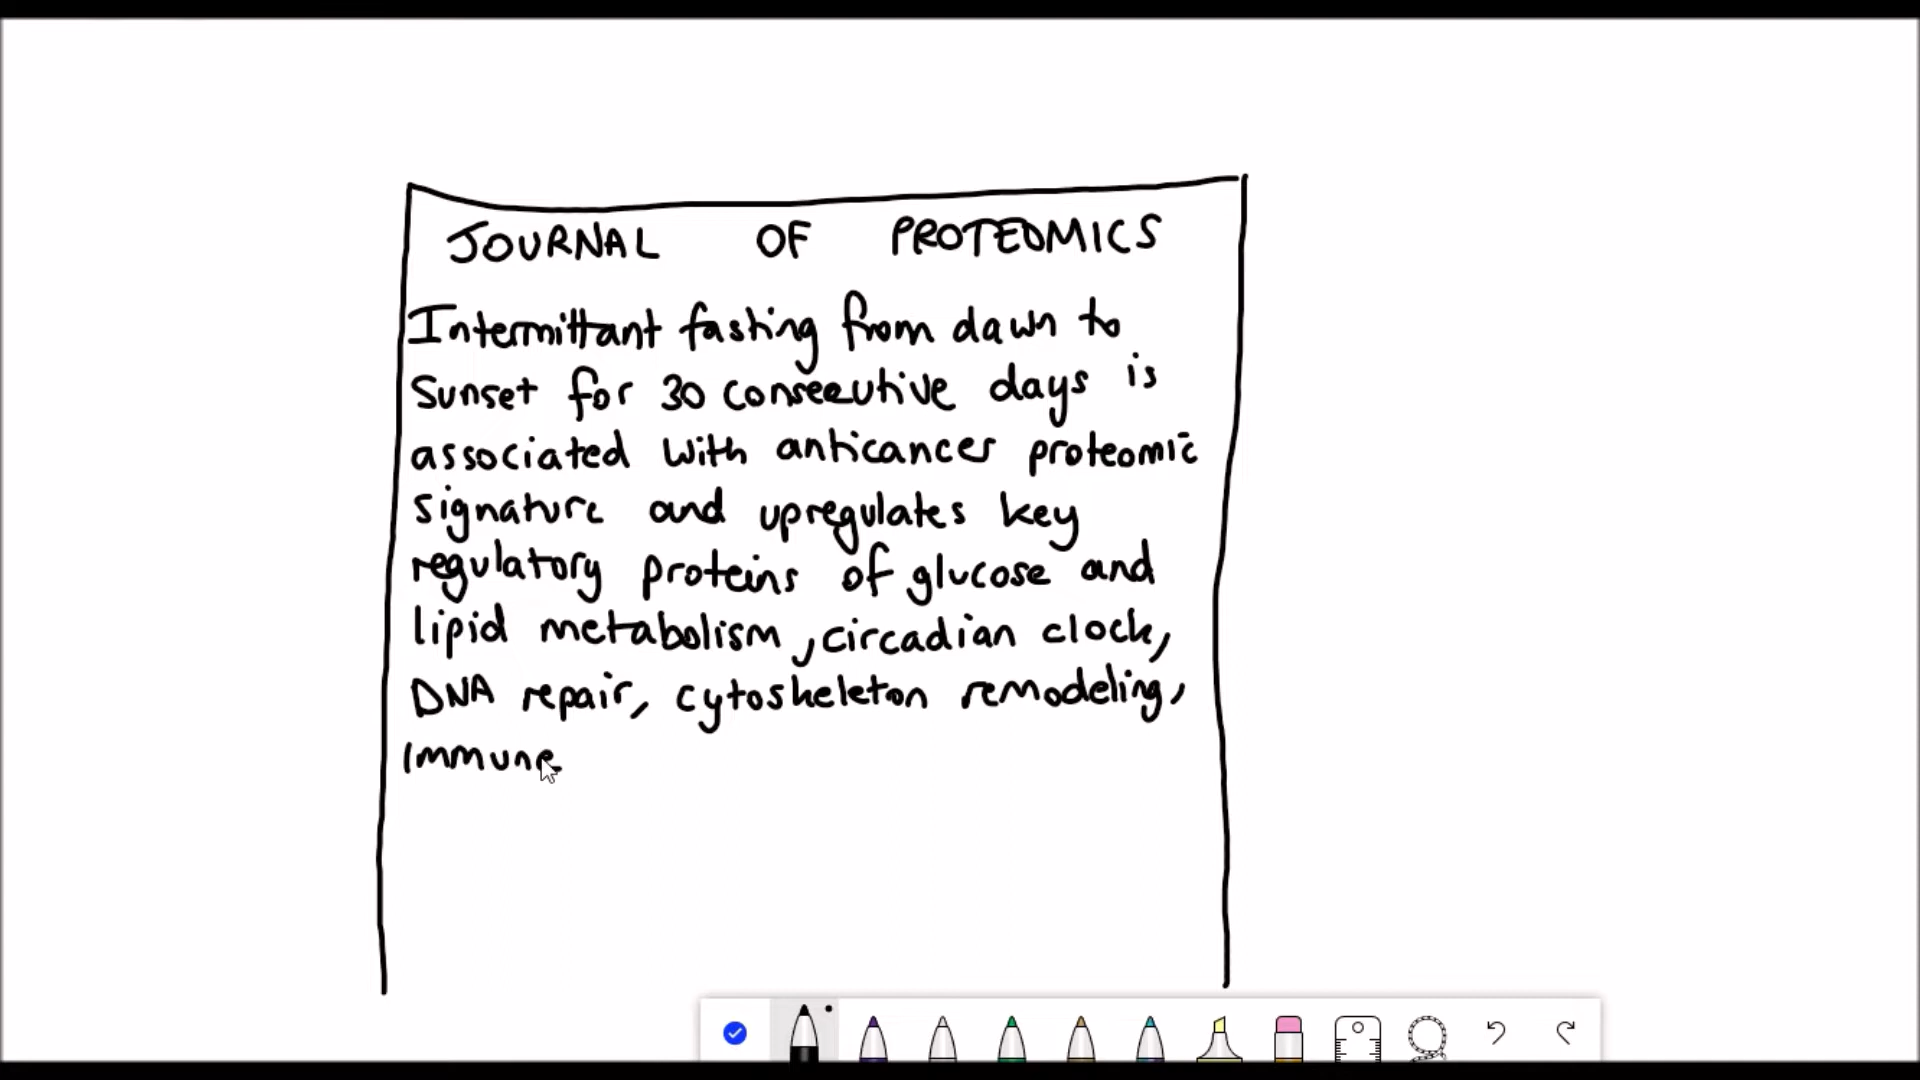 JOURNAL OF PROTEOMICS
Intermittant fasting from dawn to
Sunset for 30 consecutive days is
associated with anticancer proteomic
signature and upregulates key
regulatory proteins of glucose and
lipid metabolism, circadian clock,
DNA repair, cytoskeleton remodeling,
immune